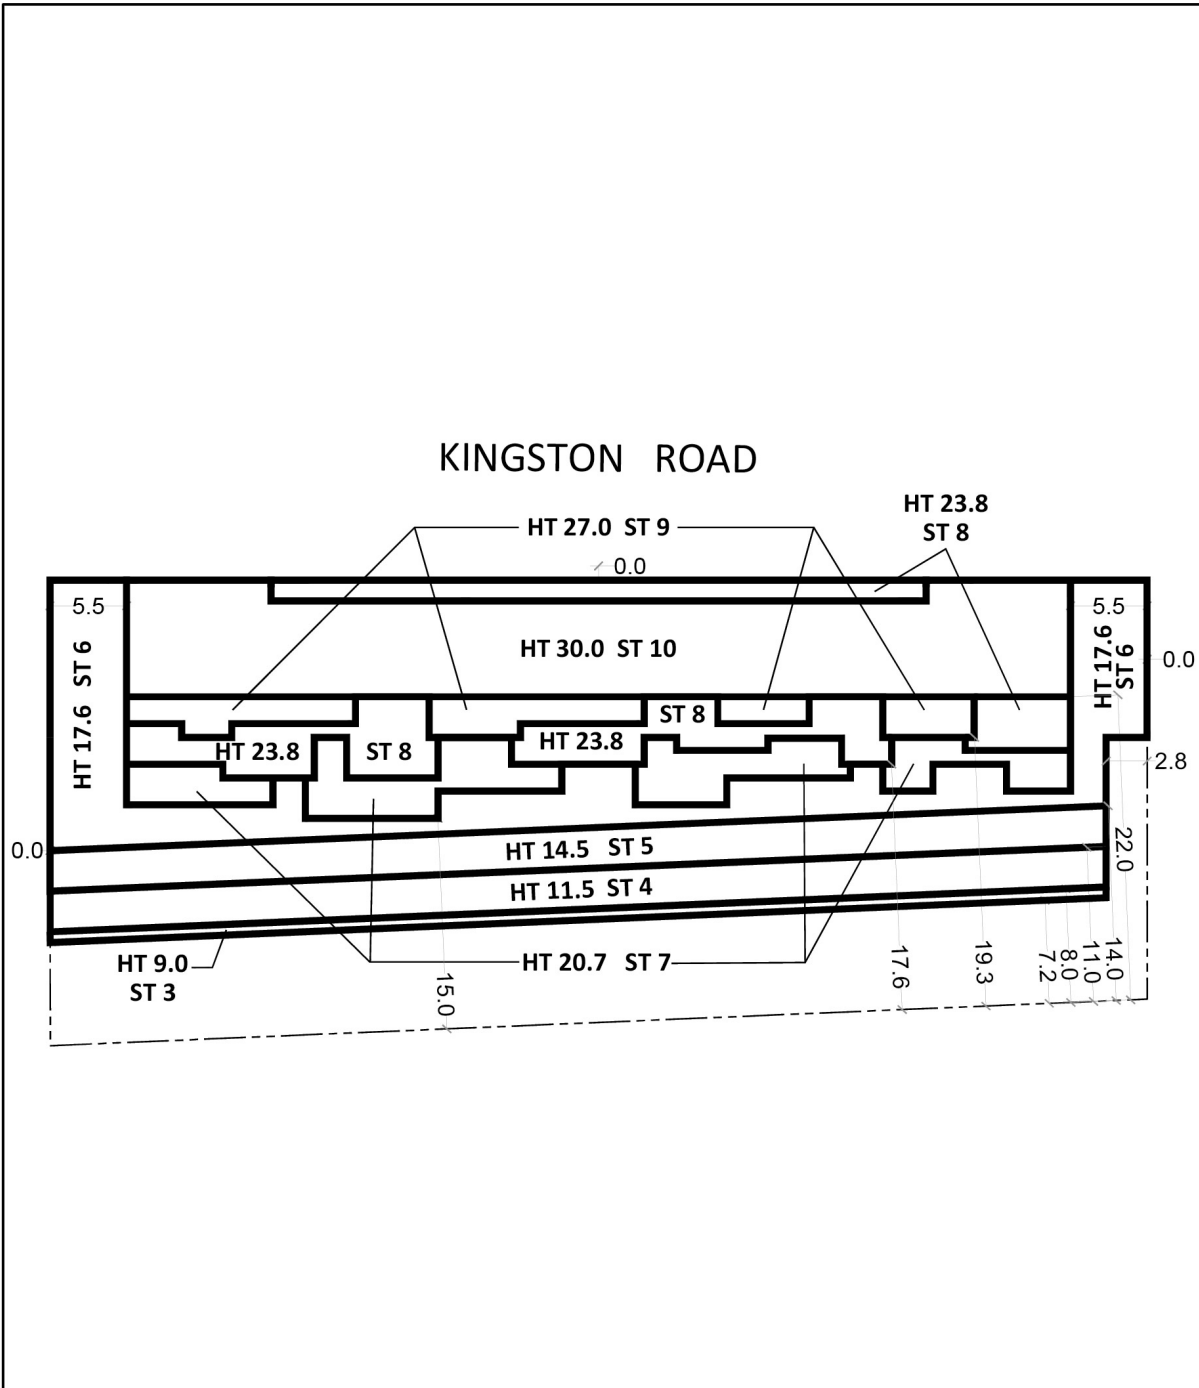 KINGSTON ROAD
HT 23.8
ST 8
HT 27.0 ST 9
0.0
5.5
5.5
HT 17.6 ST 6
HT 30.0 ST 10
HT 17.6
ST 6
0.0
ST 8
HT 23.8
ST 8
HT 23.8
2.8
0.0
HT 14.5 ST 5
22.0
HT 11.5 ST 4
HT 9.0
ST 3
HT 20.7 ST 7
15.0
17.6
19.3
7.2
8.0
11.0
14.0